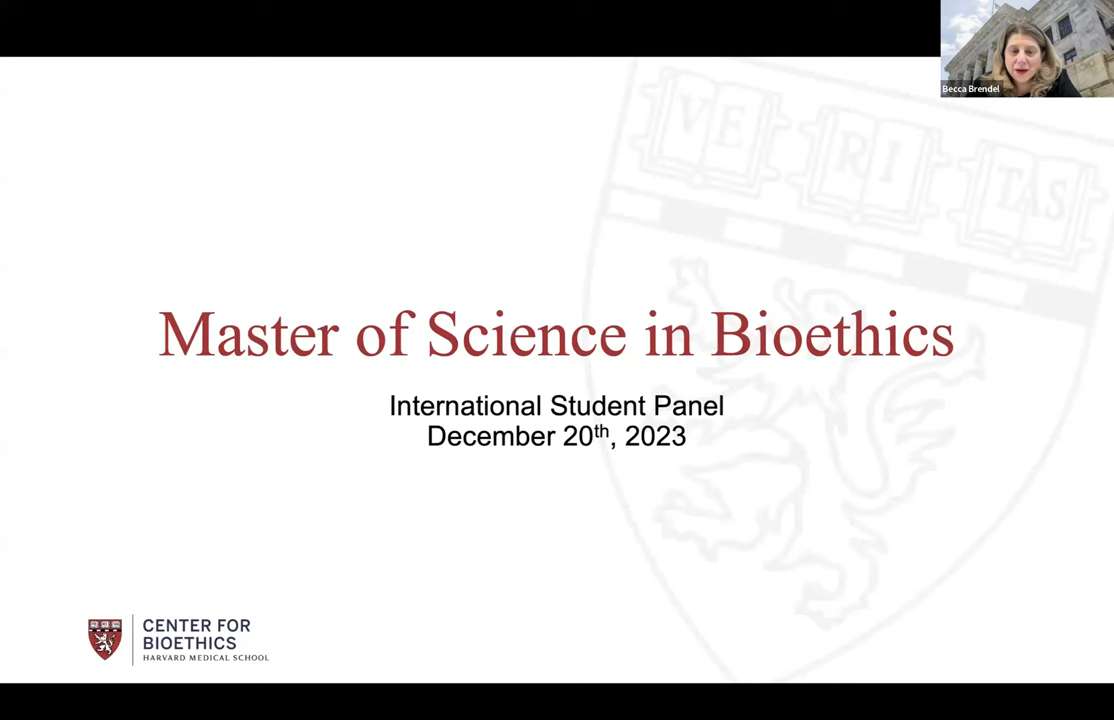 Becca Brendel
VE RI TAS
Master of Science in Bioethics
International Student Panel
December 20th, 2023
CENTER FOR
BIOETHICS
HARVARD MEDICAL SCHOOL